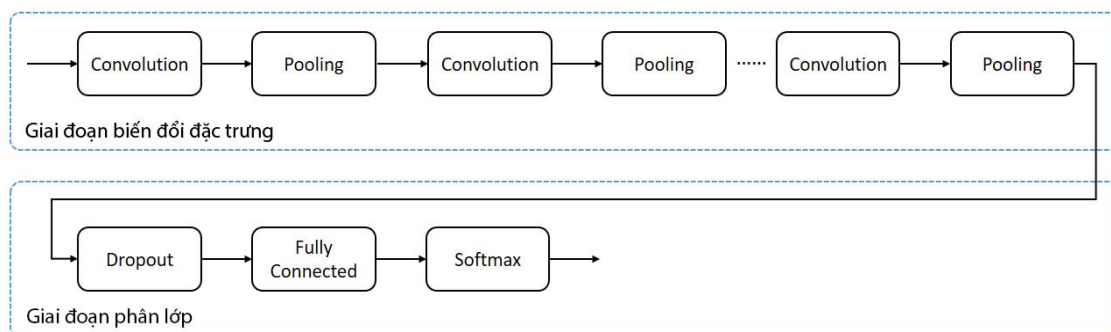 Convolution
Pooling
Convolution
Pooling
......
Convolution
Pooling
Giai đoạn biến đổi đặc trưng
Dropout
Fully
Connected
Softmax
Giai đoạn phân lớp